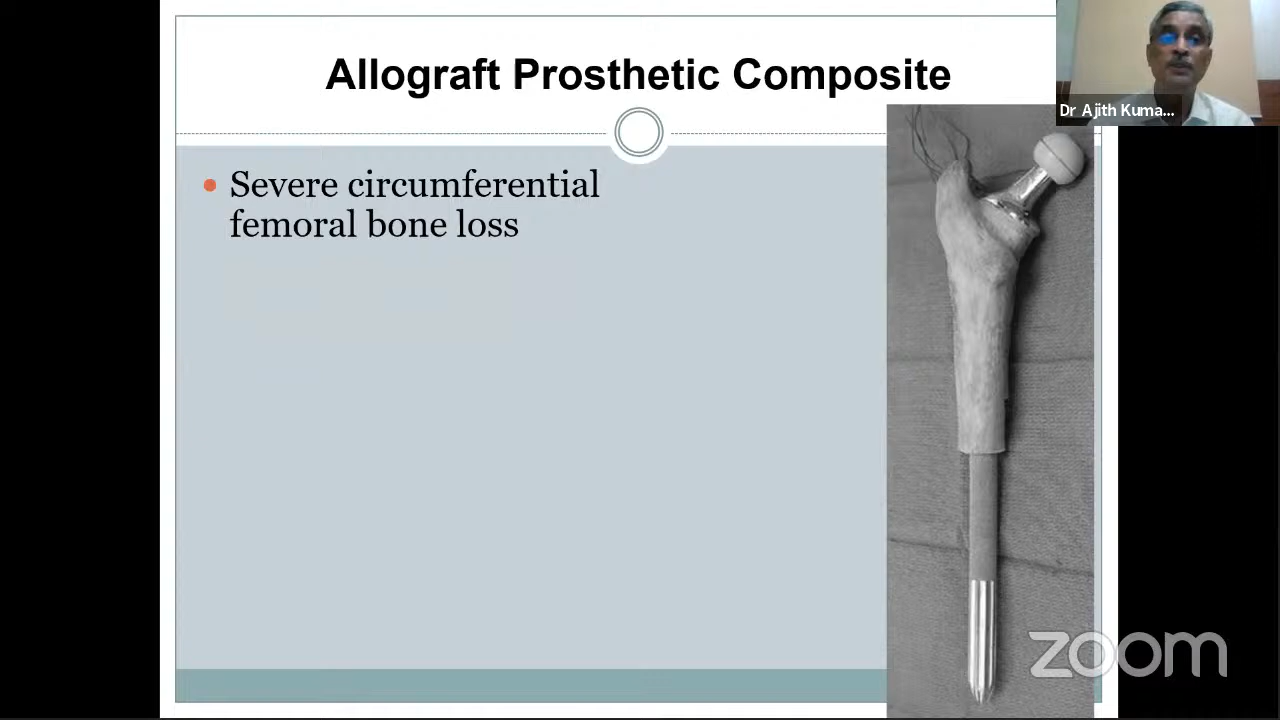 Allograft Prosthetic Composite
Dr Ajith Kuma...
Severe circumferential
femoral bone loss
zoom